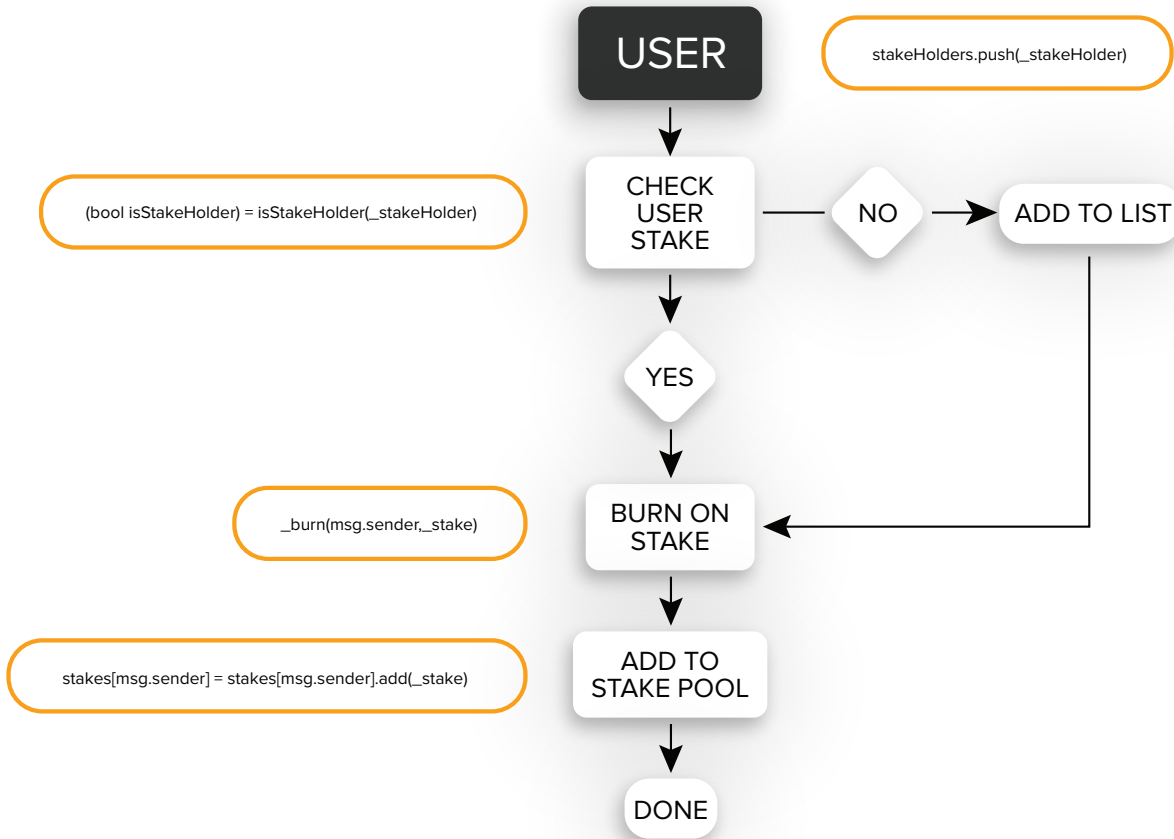 USER
stakeHolders.push(_stakeHolder)
(bool isStakeHolder) = isStakeHolder(_stakeHolder)
CHECK
USER
STAKE
NO
ADD TO LIST
YES
_burn(msg.sender,_stake)
BURN ON
STAKE
stakes[msg.sender] = stakes[msg.sender].add(_stake)
ADD TO
STAKE POOL
DONE